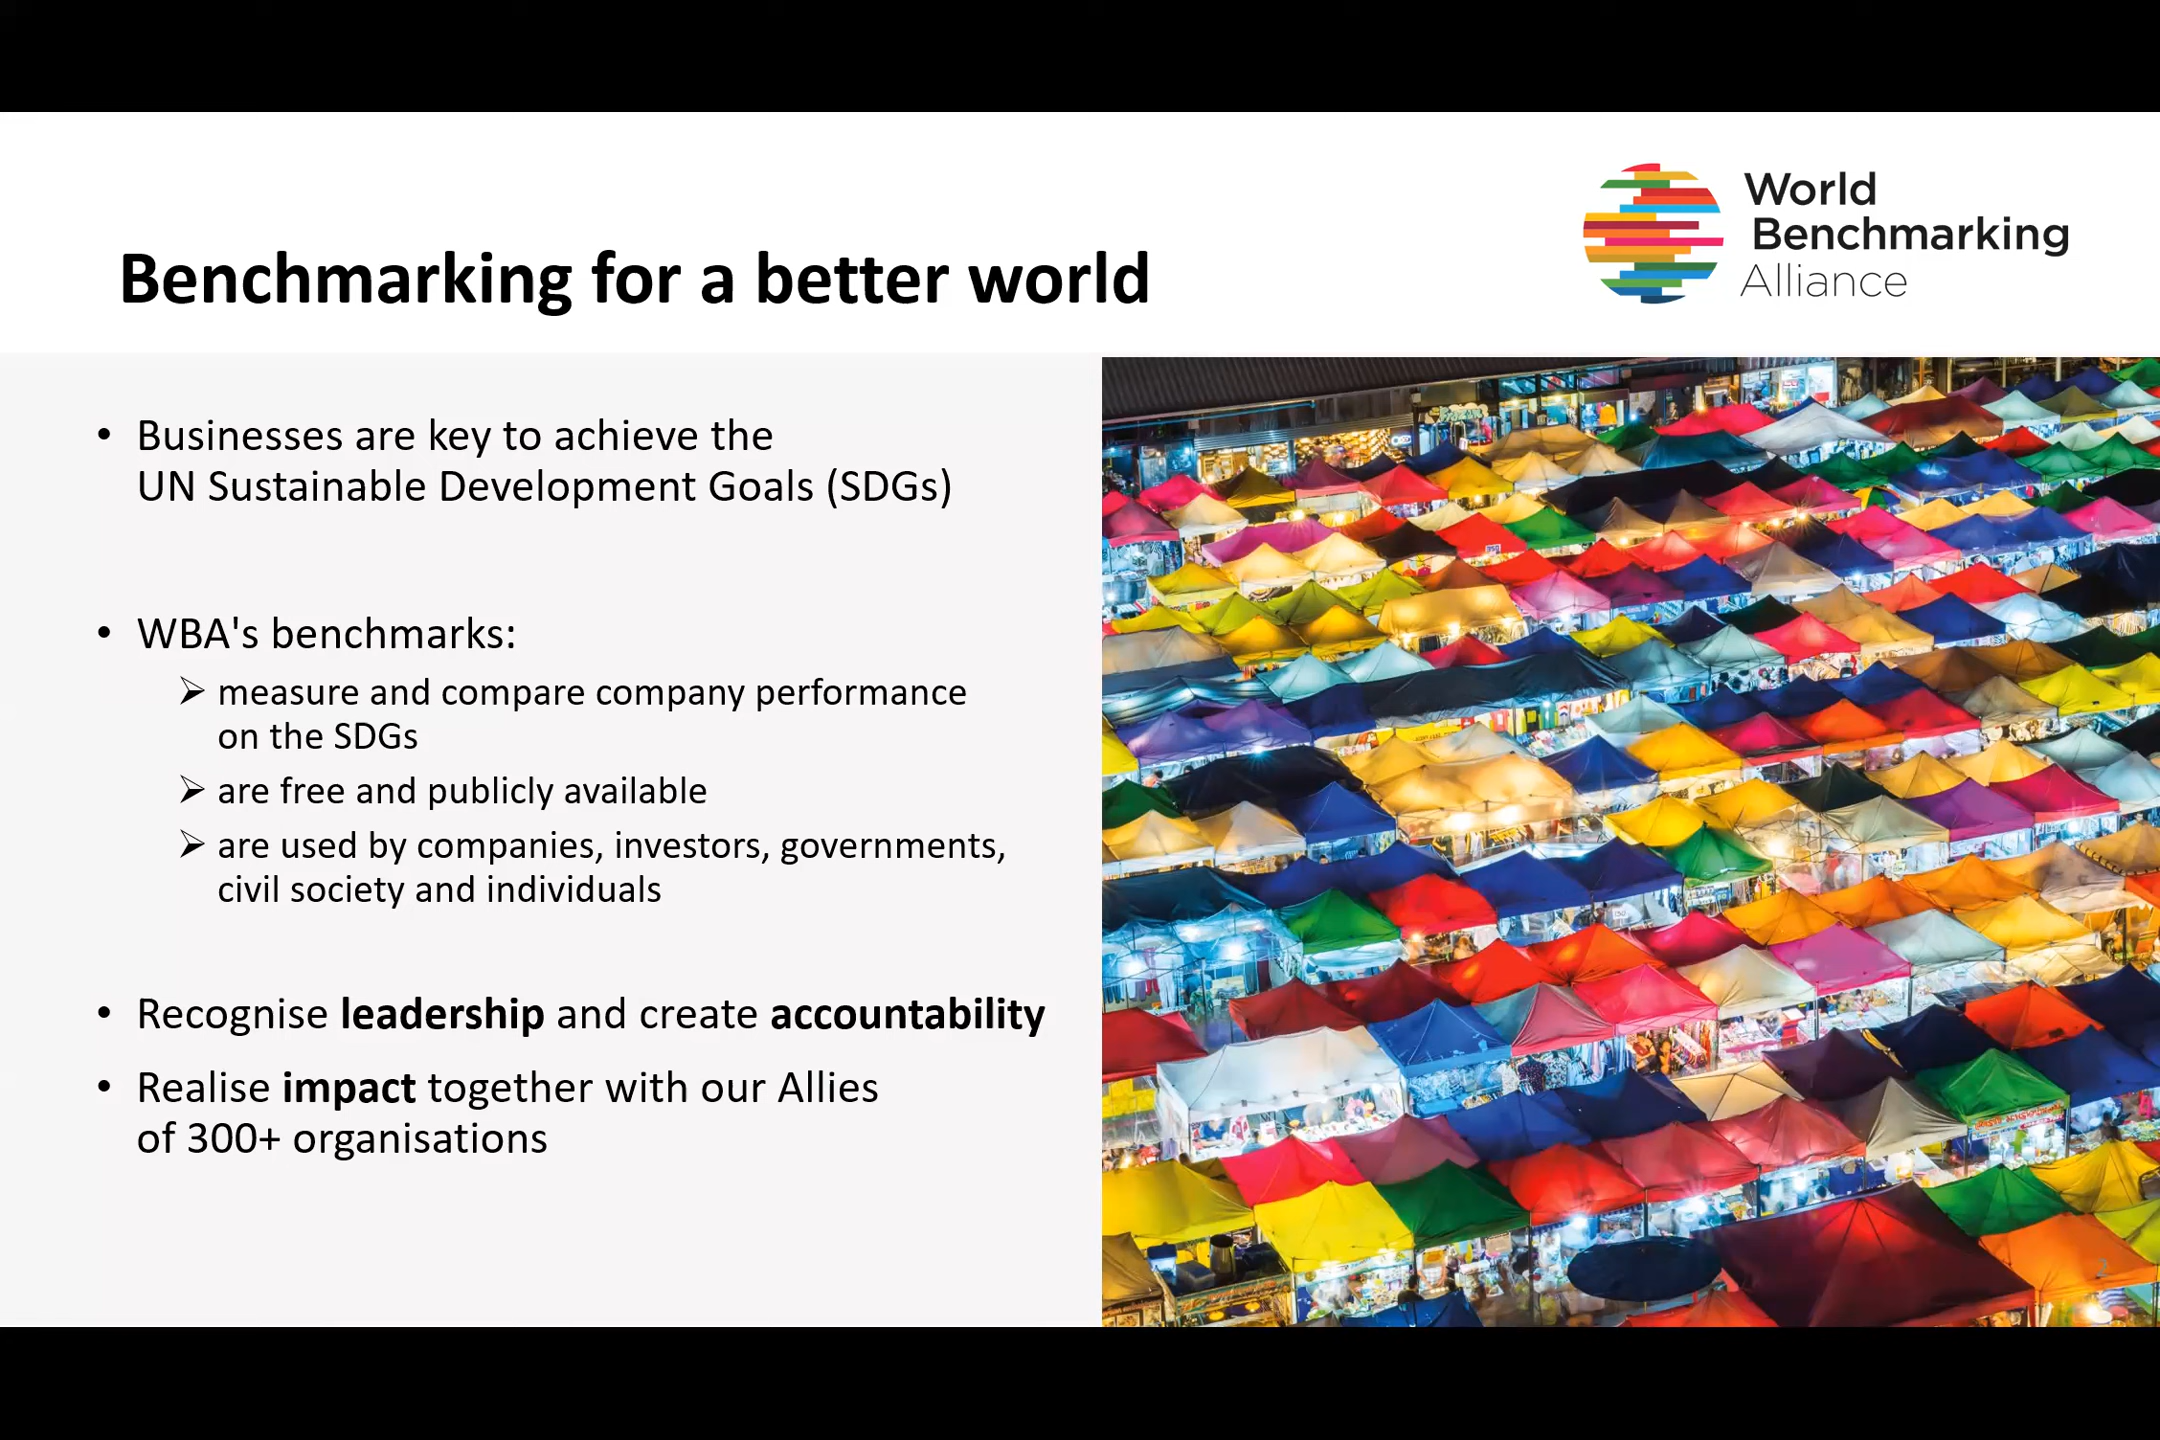 World
Benchmarking
Alliance
Benchmarking for a better world
• Businesses are key to achieve the
UN Sustainable Development Goals (SDGs)
• WBA's benchmarks:
➢ measure and compare company performance
on the SDGs
➢ are free and publicly available
➢ are used by companies, investors, governments,
civil society and individuals
• Recognise leadership and create accountability
• Realise impact together with our Allies
of 300+ organisations
2